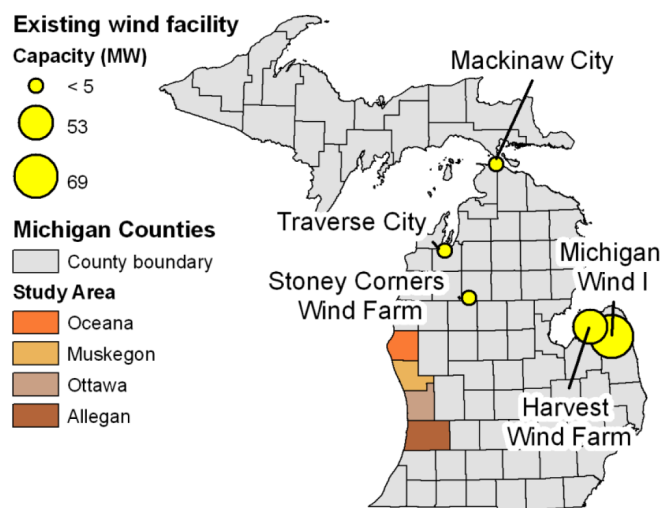 Existing wind facility
Capacity (MW)
< 5
53
69
Michigan Counties
County boundary
Study Area
Oceana
Muskegon
Ottawa
Allegan
Mackinaw City
Traverse City
Stoney Corners
Wind Farm
Michigan
Wind I
Harvest
Wind Farm